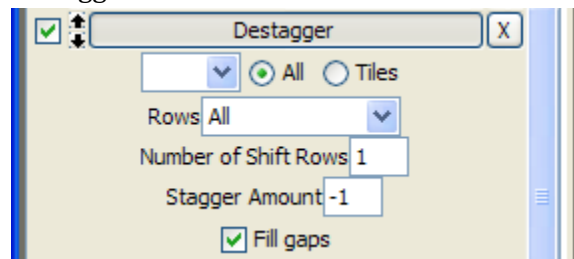 Destagger X
All Tiles
Rows All
Number of Shift Rows 1
Stagger Amount -1
Fill gaps